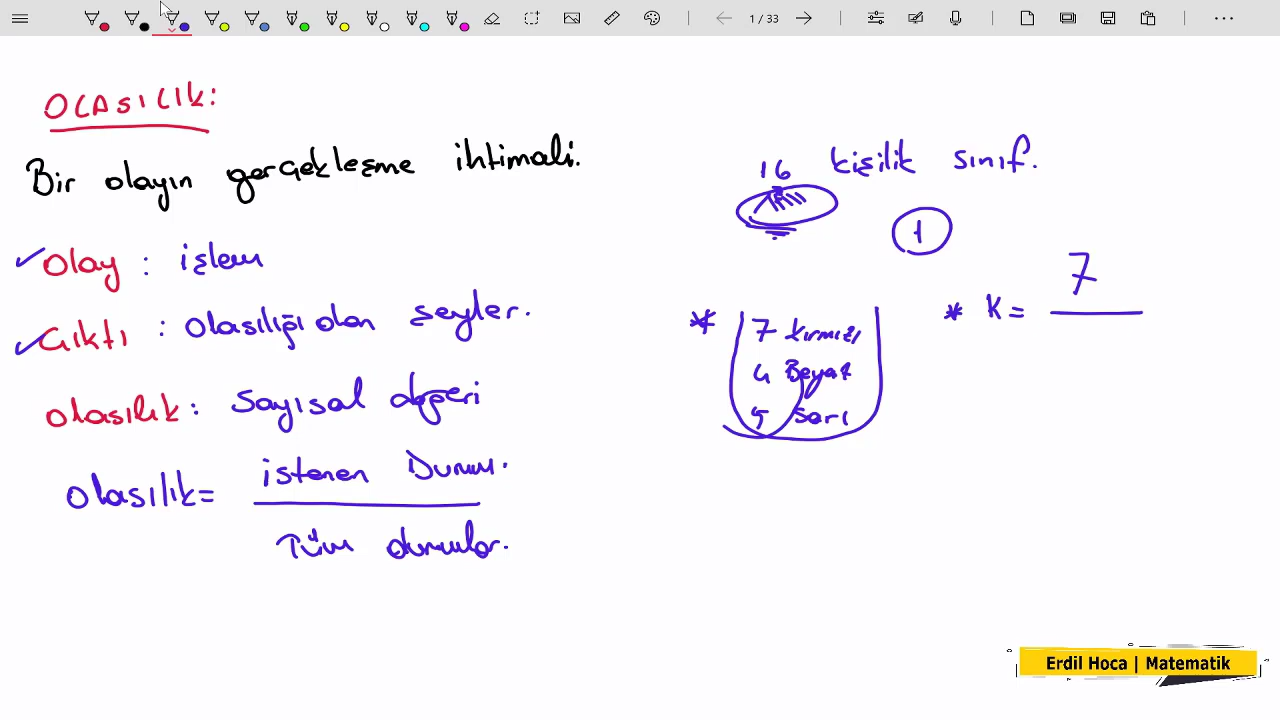 1 / 33
OLASILIK:
Bir olayın gerçekleşme ihtimali.
Olay : işlem
Çıktı : olasılığı olan şeyler.
olasılık: sayısal değeri
olasılık= istenen Durum.
Tüm durumlar.
16 kişilik sınıf.
1
* 7 kırmızı
4 Beyaz
5 sarı
* K= 7
Erdil Hoca | Matematik